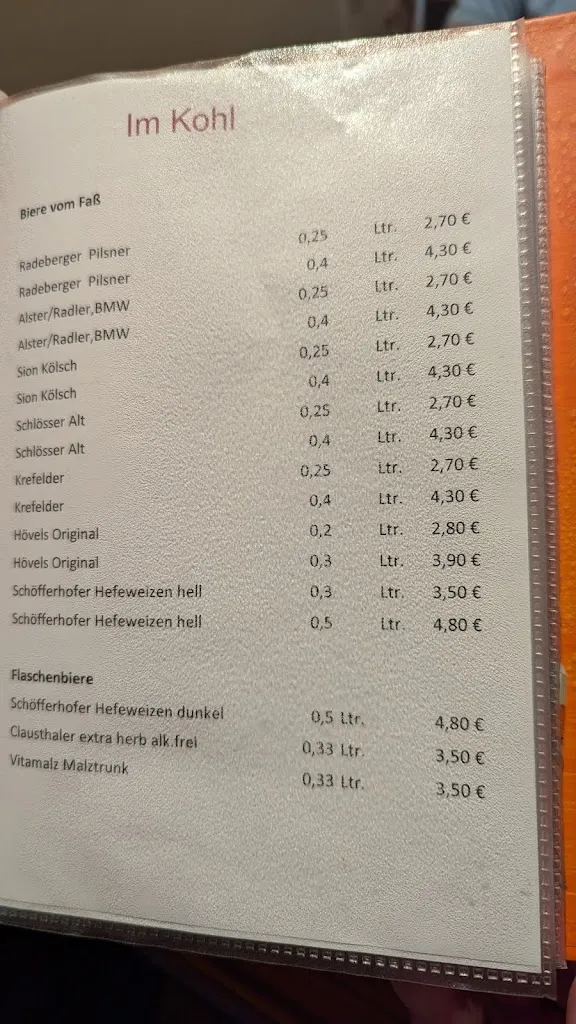 Im Kohl
Biere vom Faß
Radeberger Pilsner 0,25 Ltr. 2,70 €
Radeberger Pilsner 0,4 Ltr. 4,30 €
Alster/Radler,BMW 0,25 Ltr. 2,70 €
Alster/Radler,BMW 0,4 Ltr. 4,30 €
Sion Kölsch 0,25 Ltr. 2,70 €
Sion Kölsch 0,4 Ltr. 4,30 €
Schlösser Alt 0,25 Ltr. 2,70 €
Schlösser Alt 0,4 Ltr. 4,30 €
Krefelder 0,25 Ltr. 2,70 €
Krefelder 0,4 Ltr. 4,30 €
Hövels Original 0,2 Ltr. 2,80 €
Hövels Original 0,3 Ltr. 3,90 €
Schöfferhofer Hefeweizen hell 0,3 Ltr. 3,50 €
Schöfferhofer Hefeweizen hell 0,5 Ltr. 4,80 €
Flaschenbiere
Schöfferhofer Hefeweizen dunkel 0,5 Ltr. 4,80 €
Clausthaler extra herb alk.frei 0,33 Ltr. 3,50 €
Vitamalz Malztrunk 0,33 Ltr. 3,50 €